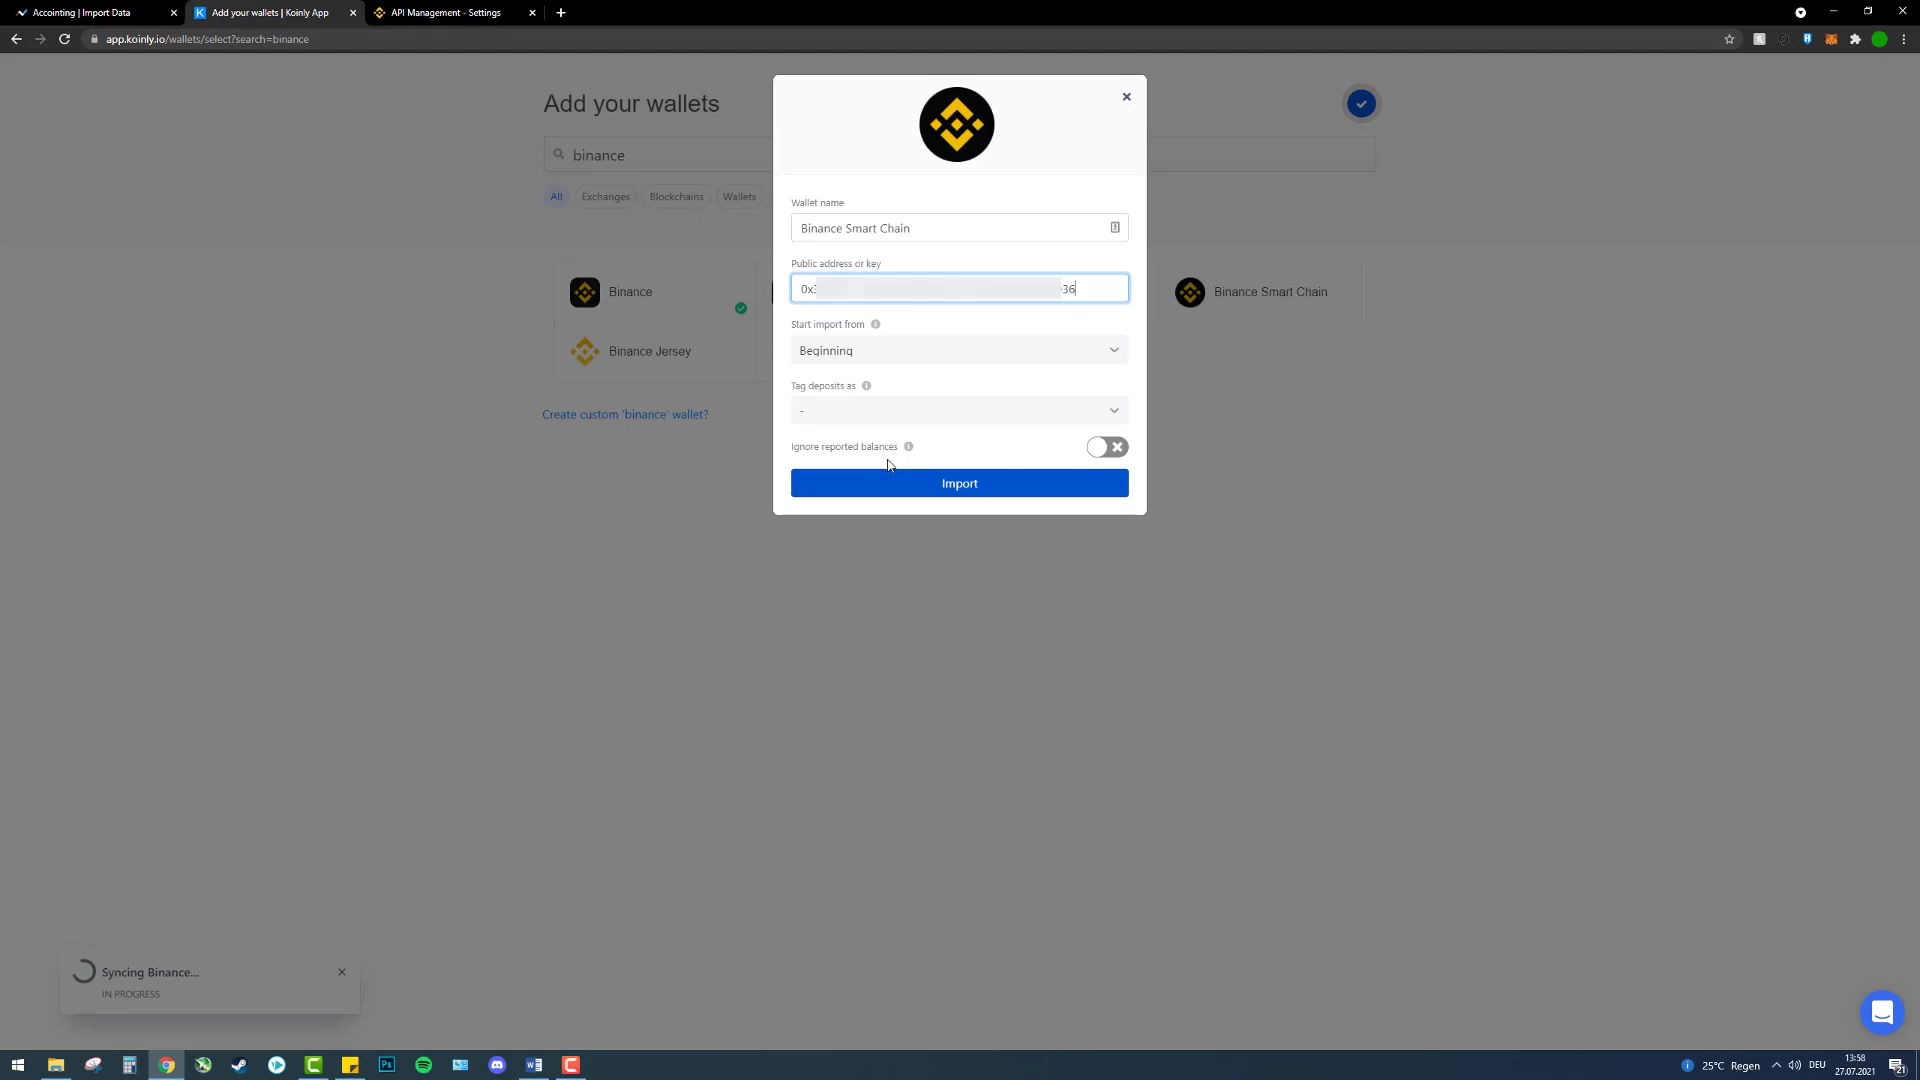 Accointing | Import Data
Add your wallets | Koinly App
API Management - Settings
app.koinly.io/wallets/select?search=binance
Add your wallets
binance
All
Exchanges
Blockchains
Wallets
Binance
Binance Smart Chain
Binance Jersey
Create custom 'binance' wallet?
Wallet name
Binance Smart Chain
Public address or key
0x3
36
Start import from
Beginning
Tag deposits as
-
Ignore reported balances
Import
Syncing Binance...
IN PROGRESS
25°C Regen
DEU
13:58
27.07.2021
21